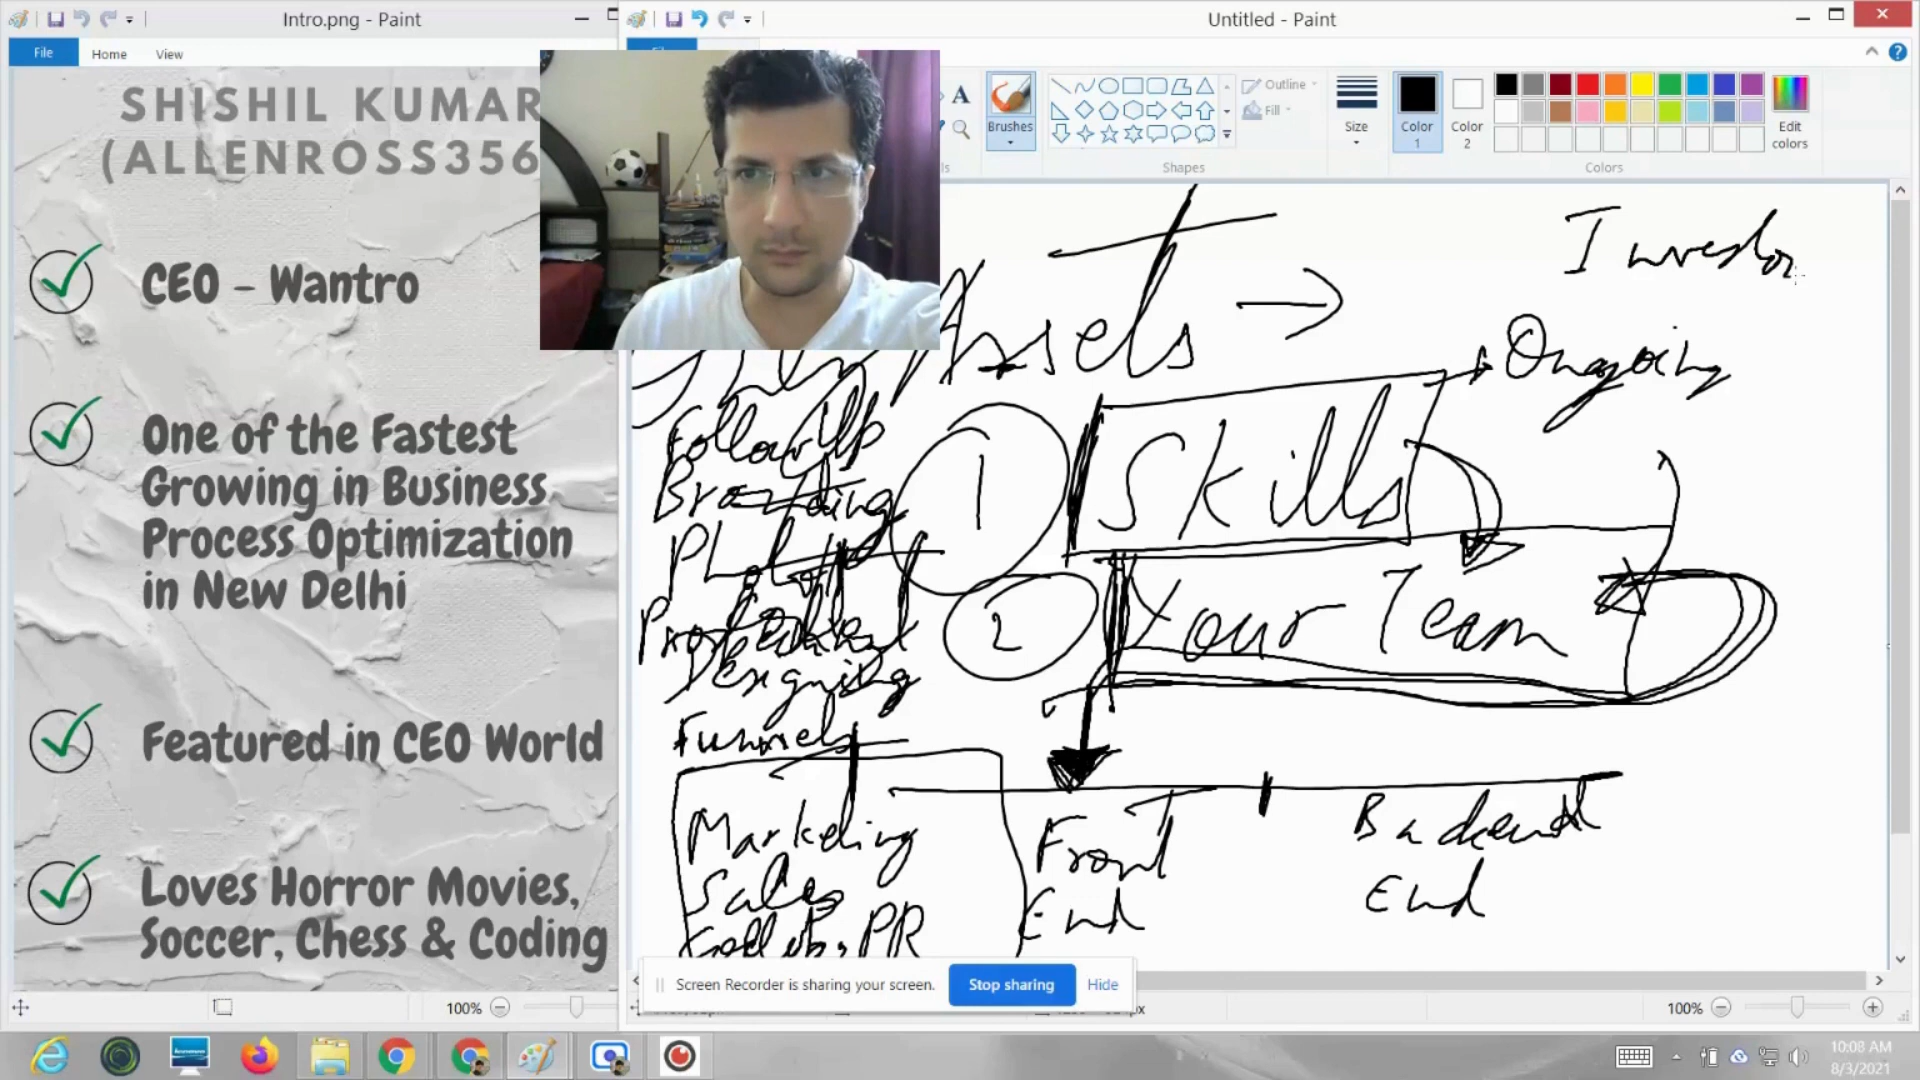 Intro.png - Paint
File
Home
View
SHISHIL KUMAR
(ALLENROSS356
CEO - Wantro
One of the Fastest
Growing in Business
Process Optimization
in New Delhi
Featured in CEO World
Loves Horror Movies,
Soccer, Chess & Coding
100%
Untitled - Paint
Brushes
Outline
Fill
Shapes
Size
Color
1
Color
2
Edit
colors
Colors
Investor
Assets
Ongoing
FollowUp
Branding
1
Skills
2
Your Team
Designing
Funnels
Marketing
Sales
PR
Front
End
Backend
End
Screen Recorder is sharing your screen.
Stop sharing
Hide
100%
10:08 AM
8/3/2021